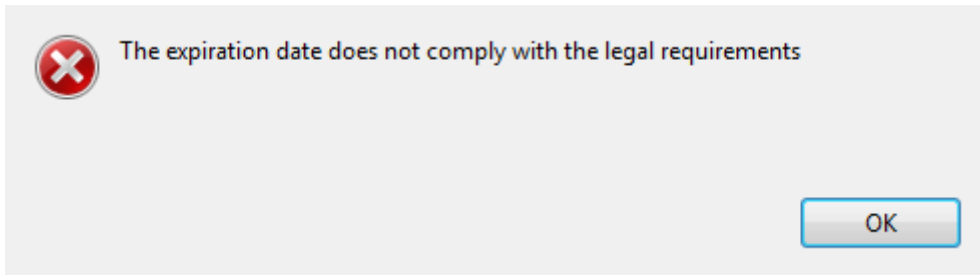 The expiration date does not comply with the legal requirements
OK